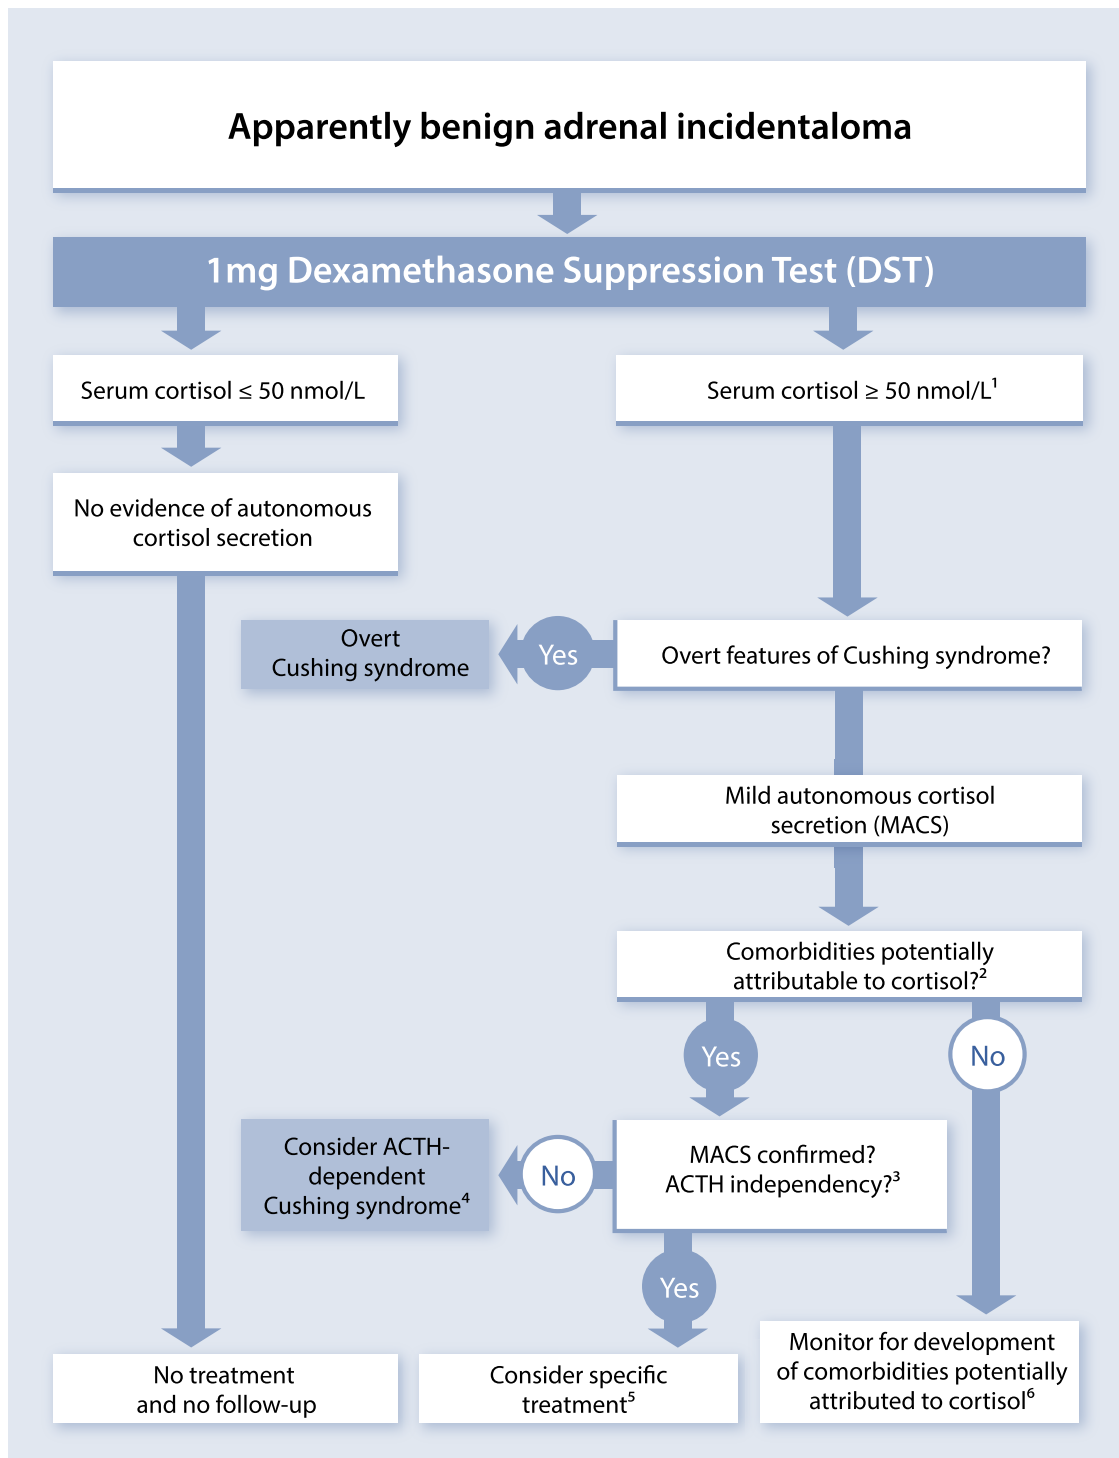 Apparently benign adrenal incidentaloma
1mg Dexamethasone Suppression Test (DST)
Serum cortisol ≤ 50 nmol/L
Serum cortisol ≥ 50 nmol/L¹
No evidence of autonomous
cortisol secretion
Overt
Cushing syndrome
Yes
Overt features of Cushing syndrome?
Mild autonomous cortisol
secretion (MACS)
Comorbidities potentially
attributable to cortisol?²
Yes
No
Consider ACTH-
dependent
Cushing syndrome⁴
No
MACS confirmed?
ACTH independency?³
Yes
No treatment
and no follow-up
Consider specific
treatment⁵
Monitor for development
of comorbidities potentially
attributed to cortisol⁶